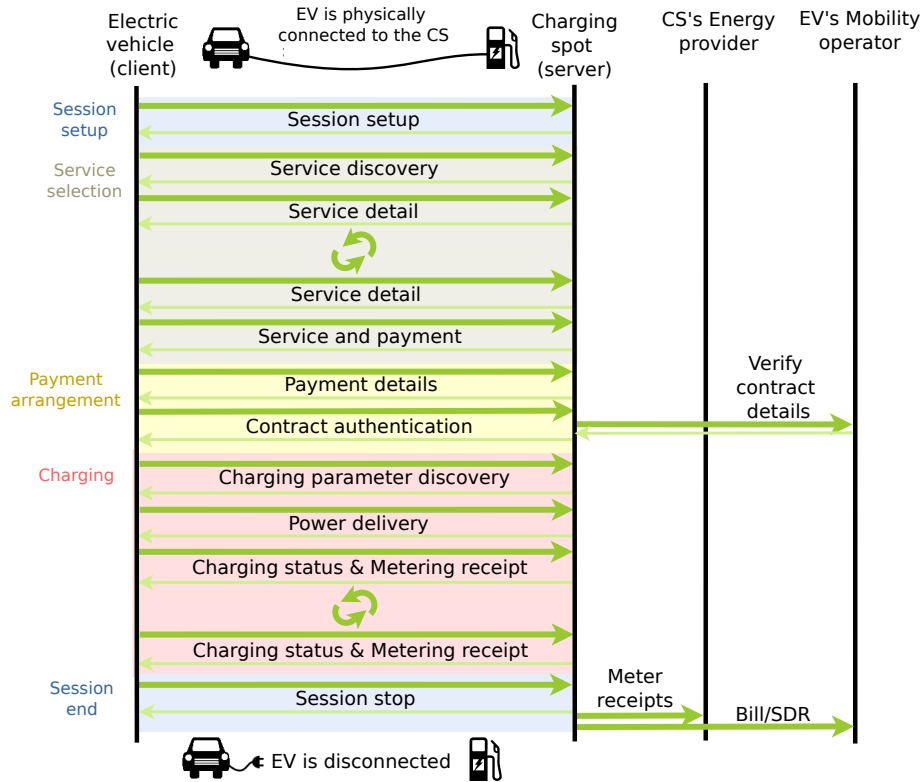 Electric
vehicle
(client)
EV is physically
connected to the CS
Charging
spot
(server)
CS's Energy
provider
EV's Mobility
operator
Session
setup
Session setup
Service
selection
Service discovery
Service detail
Service detail
Service and payment
Payment
arrangement
Payment details
Verify
contract
details
Contract authentication
Charging
Charging parameter discovery
Power delivery
Charging status & Metering receipt
Charging status & Metering receipt
Session
end
Session stop
Meter
receipts
Bill/SDR
EV is disconnected